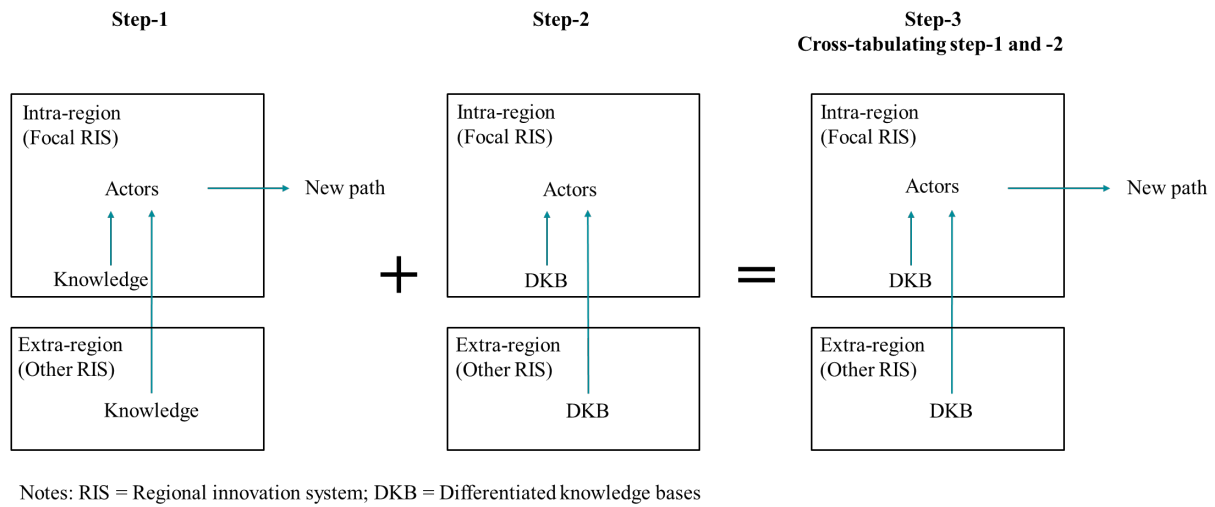 Step-1
Intra-region
(Focal RIS)
Actors
New path
Knowledge
Extra-region
(Other RIS)
Knowledge
+
Step-2
Intra-region
(Focal RIS)
Actors
DKB
Extra-region
(Other RIS)
DKB
=
Step-3
Cross-tabulating step-1 and -2
Intra-region
(Focal RIS)
Actors
New path
DKB
Extra-region
(Other RIS)
DKB
Notes: RIS = Regional innovation system; DKB = Differentiated knowledge bases